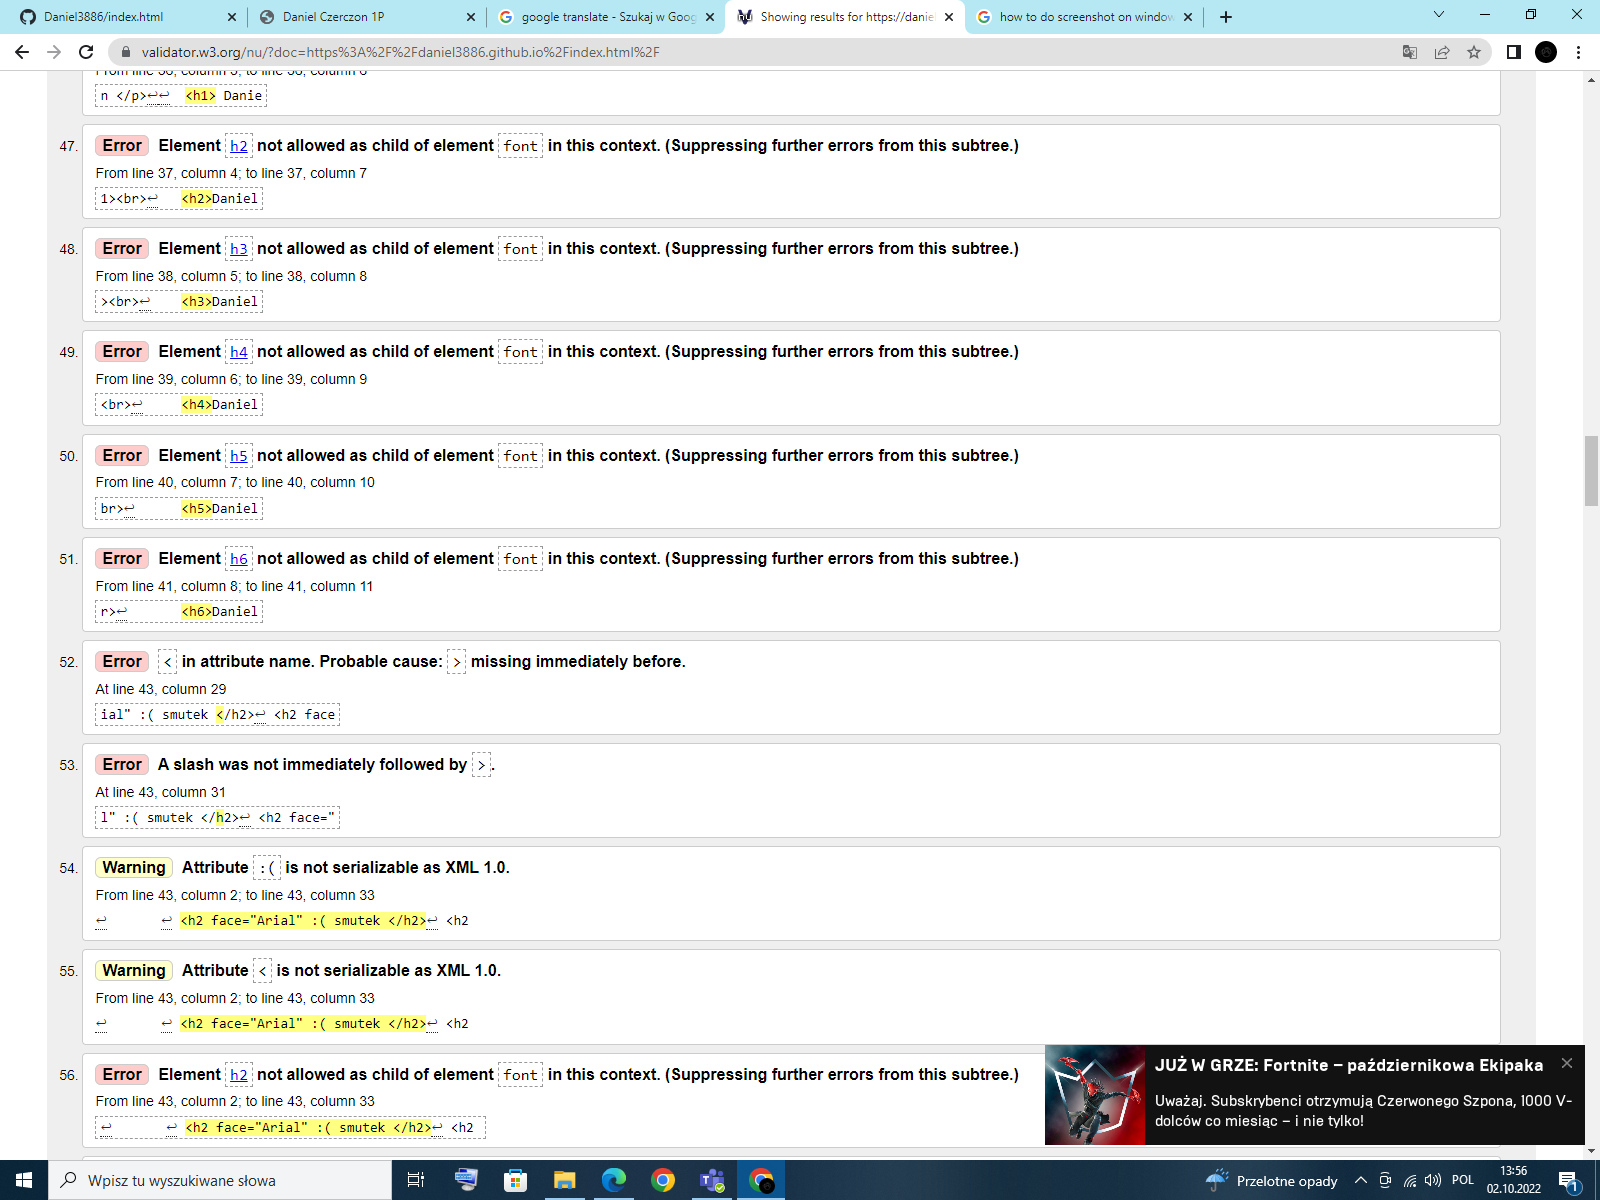 Daniel3886/index.html
Daniel Czerczon 1P
google translate - Szukaj w Goog
Showing results for https://daniel
how to do screenshot on window
validator.w3.org/nu/?doc=https%3A%2F%2Fdaniel3886.github.io%2Findex.html%2F
From line 36, column 3; to line 36, column 6
n </p>↩↩  <h1> Danie
47. Error Element h2 not allowed as child of element font in this context. (Suppressing further errors from this subtree.)
From line 37, column 4; to line 37, column 7
1><br>↩   <h2>Daniel
48. Error Element h3 not allowed as child of element font in this context. (Suppressing further errors from this subtree.)
From line 38, column 5; to line 38, column 8
><br>↩    <h3>Daniel
49. Error Element h4 not allowed as child of element font in this context. (Suppressing further errors from this subtree.)
From line 39, column 6; to line 39, column 9
<br>↩     <h4>Daniel
50. Error Element h5 not allowed as child of element font in this context. (Suppressing further errors from this subtree.)
From line 40, column 7; to line 40, column 10
br>↩      <h5>Daniel
51. Error Element h6 not allowed as child of element font in this context. (Suppressing further errors from this subtree.)
From line 41, column 8; to line 41, column 11
r>↩       <h6>Daniel
52. Error < in attribute name. Probable cause: > missing immediately before.
At line 43, column 29
ial" :( smutek </h2>↩ <h2 face
53. Error A slash was not immediately followed by >.
At line 43, column 31
l" :( smutek </h2>↩ <h2 face="
54. Warning Attribute :( is not serializable as XML 1.0.
From line 43, column 2; to line 43, column 33
↩       ↩ <h2 face="Arial" :( smutek </h2>↩ <h2
55. Warning Attribute < is not serializable as XML 1.0.
From line 43, column 2; to line 43, column 33
↩       ↩ <h2 face="Arial" :( smutek </h2>↩ <h2
56. Error Element h2 not allowed as child of element font in this context. (Suppressing further errors from this subtree.)
From line 43, column 2; to line 43, column 33
↩       ↩ <h2 face="Arial" :( smutek </h2>↩ <h2
JUŻ W GRZE: Fortnite – październikowa Ekipaka
Uważaj. Subskrybenci otrzymują Czerwonego Szpona, 1000 V-
dolców co miesiąc – i nie tylko!
Wpisz tu wyszukiwane słowa
Przelotne opady
POL
13:56
02.10.2022
1